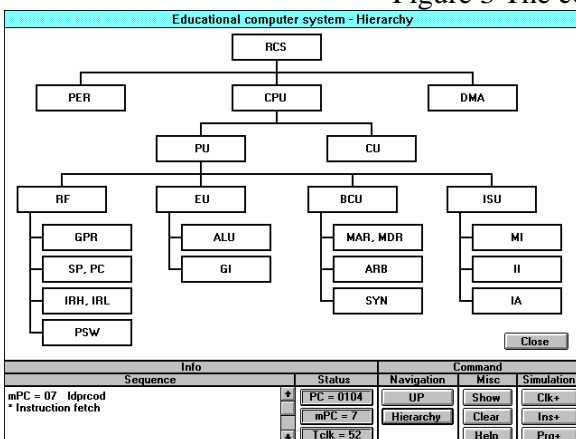 Figure 3 The c
Educational computer system - Hierarchy
RCS
PER CPU DMA
PU CU
RF EU BCU ISU
GPR ALU MAR, MDR MI
SP, PC GI ARB II
IRH, IRL SYN IA
PSW
Close
Info Command
Sequence Status Navigation Misc Simulation
mPC = 07 ldprcod PC = 0104 UP Show Clk+
* Instruction fetch mPC = 7 Hierarchy Clear Ins+
Tclk = 52 Help Prg+